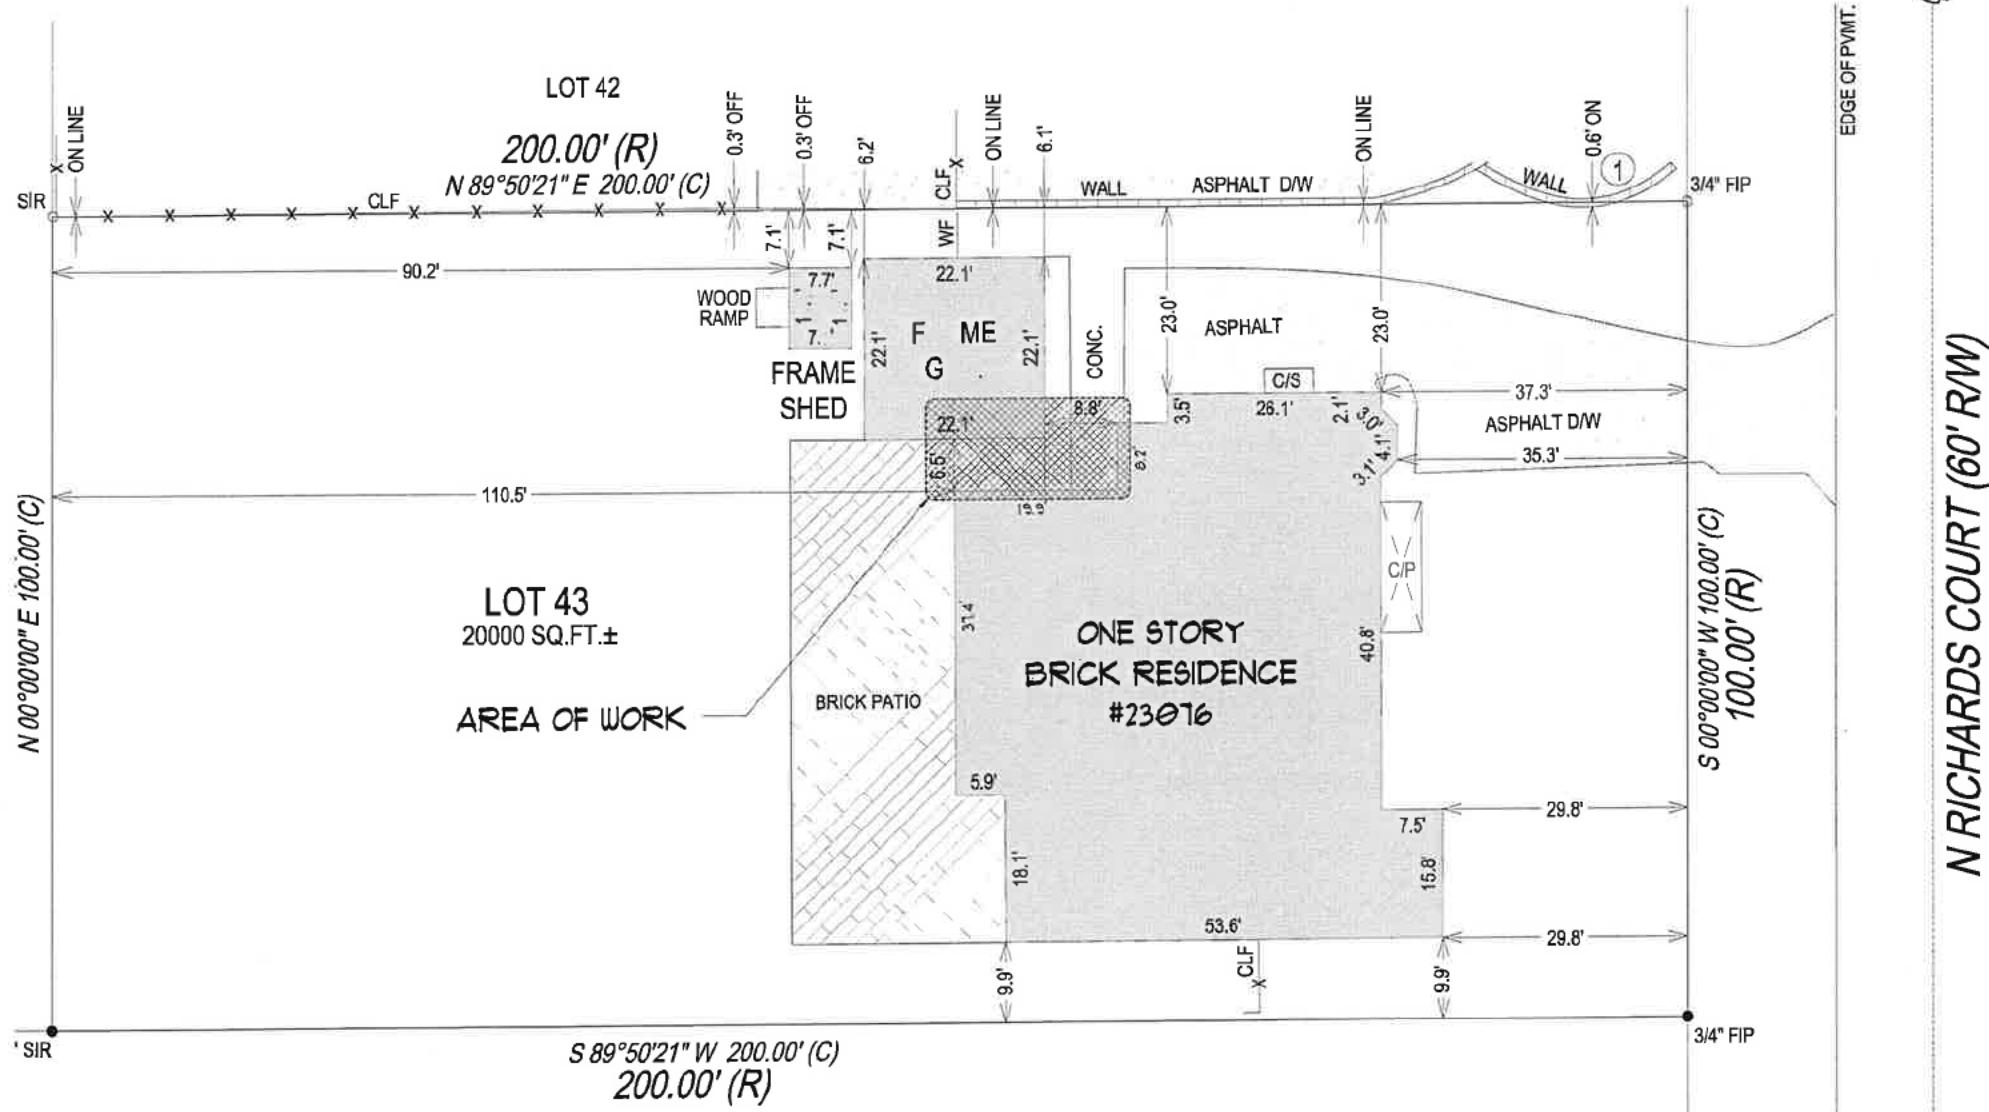 EDGE OF PVMT.
LOT 42
200.00' (R)
N 89°50'21" E 200.00' (C)
ON LINE
0.3' OFF
0.3' OFF
6.2'
CLF
ON LINE
6.1'
ON LINE
0.6' ON
1
SIR
CLF
WALL
ASPHALT D/W
WALL
3/4" FIP
WF
7.1'
7.1'
90.2'
7.7'
22.1'
WOOD
RAMP
22.1'
F ME
G
22.1'
CONC.
23.0'
ASPHALT
23.0'
FRAME
SHED
C/S
37.3'
8.8'
3.5'
26.1'
2.1'
3.0'
ASPHALT D/W
22.1'
4.1'
35.3'
6.5'
3.1'
110.5'
N 00°00'00" E 100.00' (C)
S 00°00'00" W 100.00' (C)
100.00' (R)
N RICHARDS COURT (60' R/W)
C/P
LOT 43
20000 SQ.FT.±
31.4'
ONE STORY
BRICK RESIDENCE
#23076
40.8'
AREA OF WORK
BRICK PATIO
5.9'
29.8'
7.5'
18.1'
15.8'
53.6'
29.8'
9.9'
CLF
9.9'
SIR
3/4" FIP
S 89°50'21" W 200.00' (C)
200.00' (R)